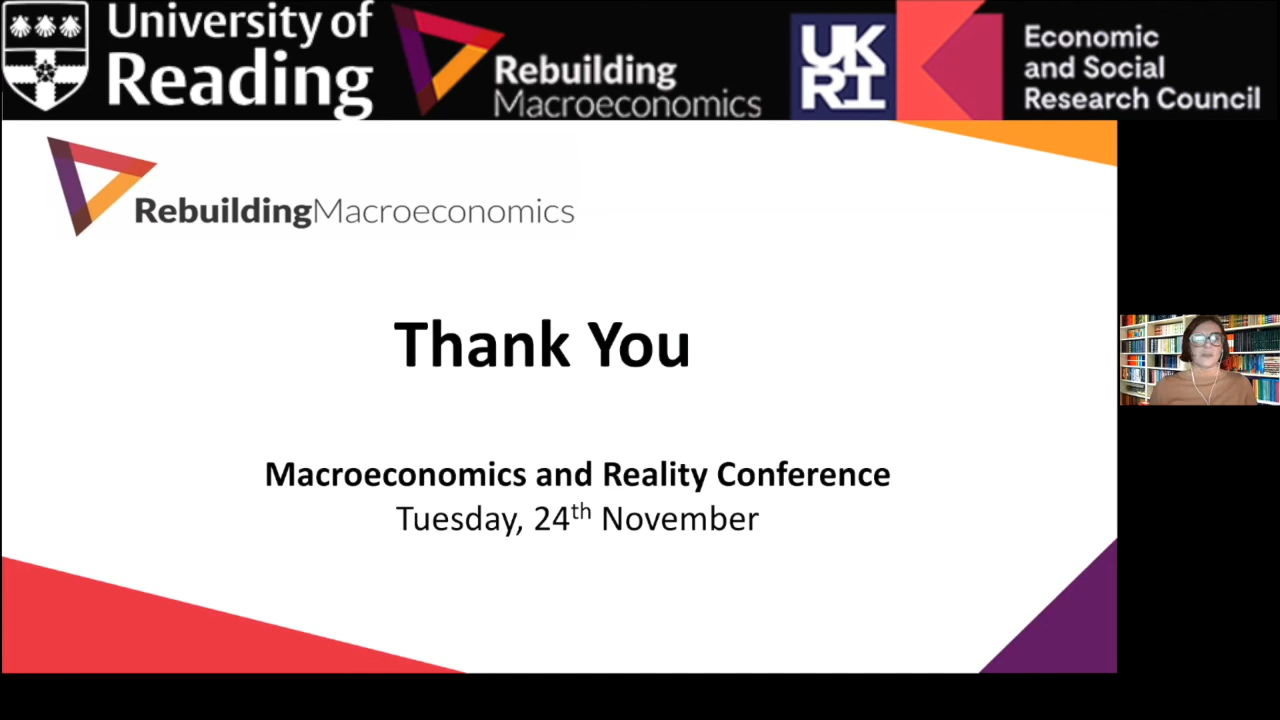 University of
Reading
Rebuilding
Macroeconomics
UK
RI
Economic
and Social
Research Council
RebuildingMacroeconomics
Thank You
Macroeconomics and Reality Conference
Tuesday, 24th November